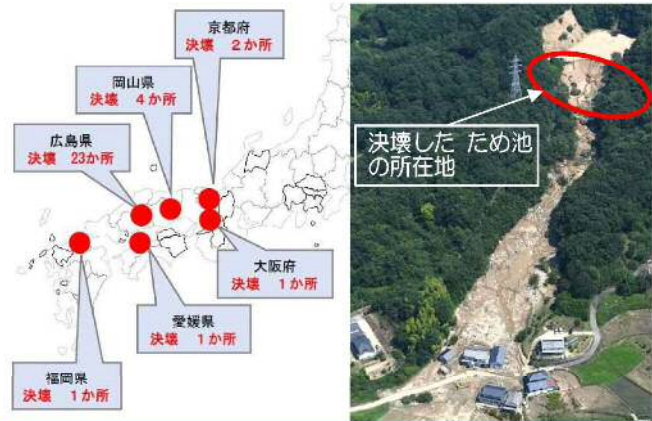 京都府
決壊 2か所
岡山県
決壊 4か所
広島県
決壊 23か所
大阪府
決壊 1か所
愛媛県
決壊 1か所
福岡県
決壊 1か所
決壊した ため池
の所在地